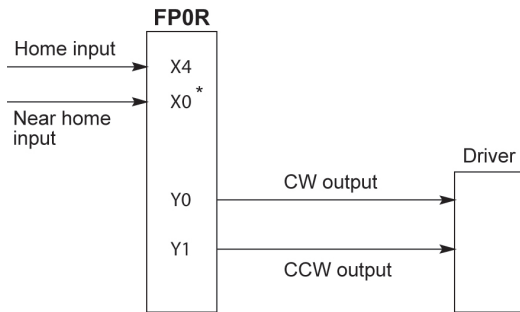 FP0R
Home input
X4
X0*
Near home
input
Driver
Y0
CW output
Y1
CCW output